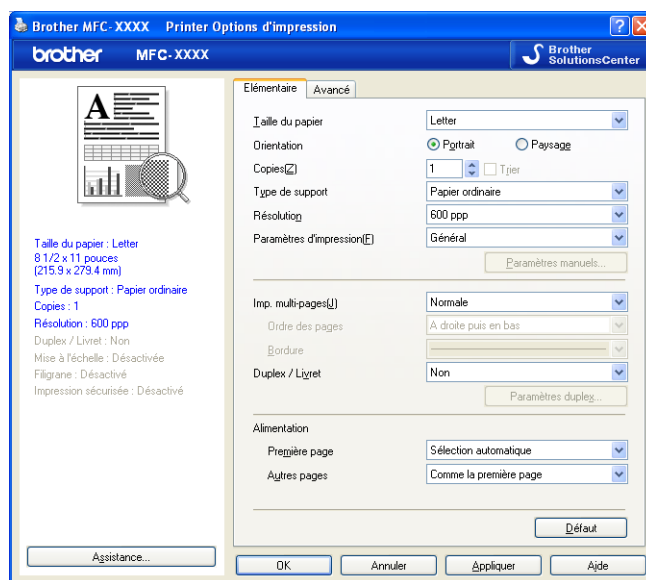 Brother MFC-XXXX Printer Options d'impression
brother MFC-XXXX
Brother
SolutionsCenter
A
Taille du papier : Letter
8 1/2 x 11 pouces
(215.9 x 279.4 mm)
Type de support : Papier ordinaire
Copies : 1
Résolution : 600 ppp
Duplex / Livret : Non
Mise à l'échelle : Désactivée
Filigrane : Désactivé
Impression sécurisée : Désactivé
Assistance...
Elémentaire Avancé
Taille du papier Letter
Orientation Portrait Paysage
Copies(Z) 1 Trier
Type de support Papier ordinaire
Résolution 600 ppp
Paramètres d'impression(F) Général
Paramètres manuels...
Imp. multi-pages(J) Normale
Ordre des pages A droite puis en bas
Bordure
Duplex / Livret Non
Paramètres duplex...
Alimentation
Première page Sélection automatique
Autres pages Comme la première page
Défaut
OK Annuler Appliquer Aide